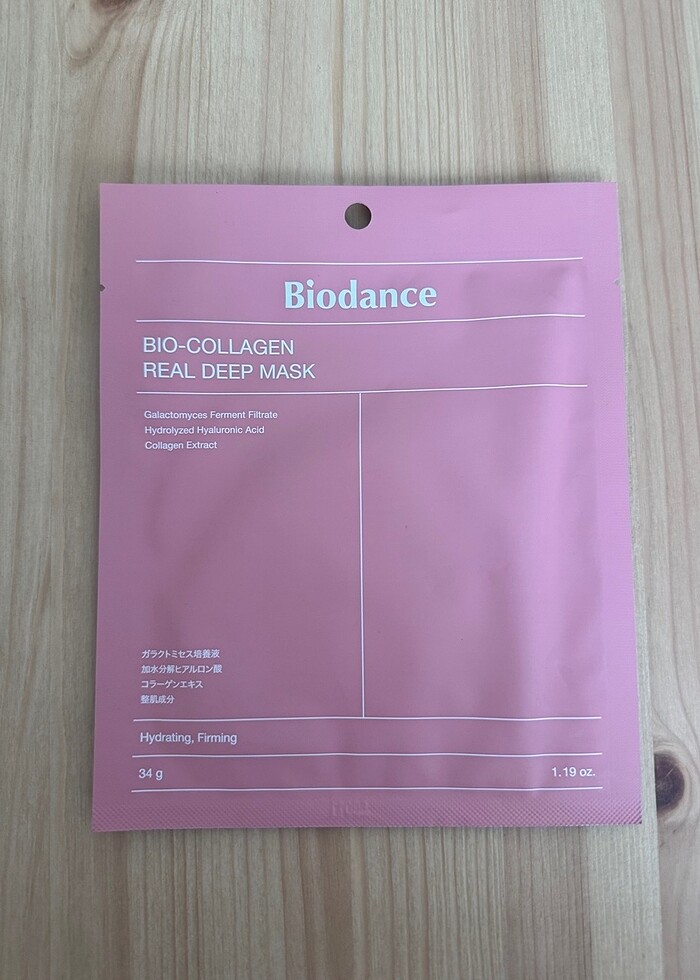 Biodance
BIO-COLLAGEN
REAL DEEP MASK
Galactomyces Ferment Filtrate
Hydrolyzed Hyaluronic Acid
Collagen Extract
ガラクトミセス培養液
加水分解ヒアルロン酸
コラーゲンエキス
整肌成分
Hydrating, Firming
34 g
1.19 oz.